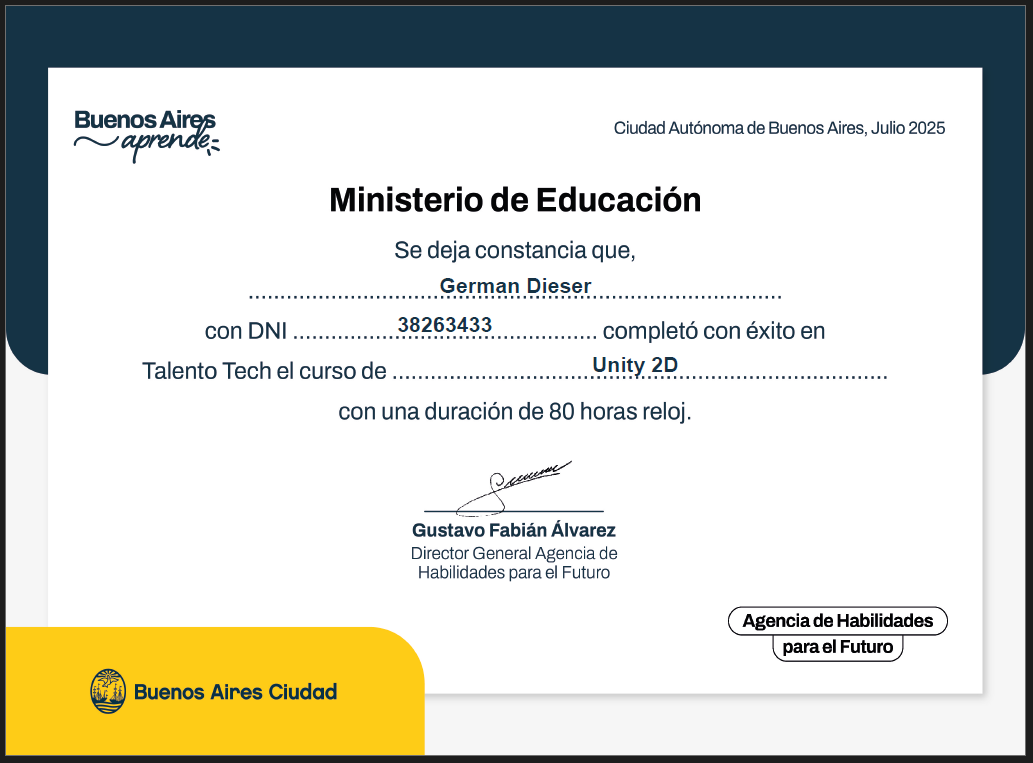 Buenos Aires
aprende
Ciudad Autónoma de Buenos Aires, Julio 2025
Ministerio de Educación
Se deja constancia que,
German Dieser
con DNI 38263433 completó con éxito en
Talento Tech el curso de Unity 2D
con una duración de 80 horas reloj.
Gustavo Fabián Álvarez
Director General Agencia de
Habilidades para el Futuro
Agencia de Habilidades
para el Futuro
Buenos Aires Ciudad